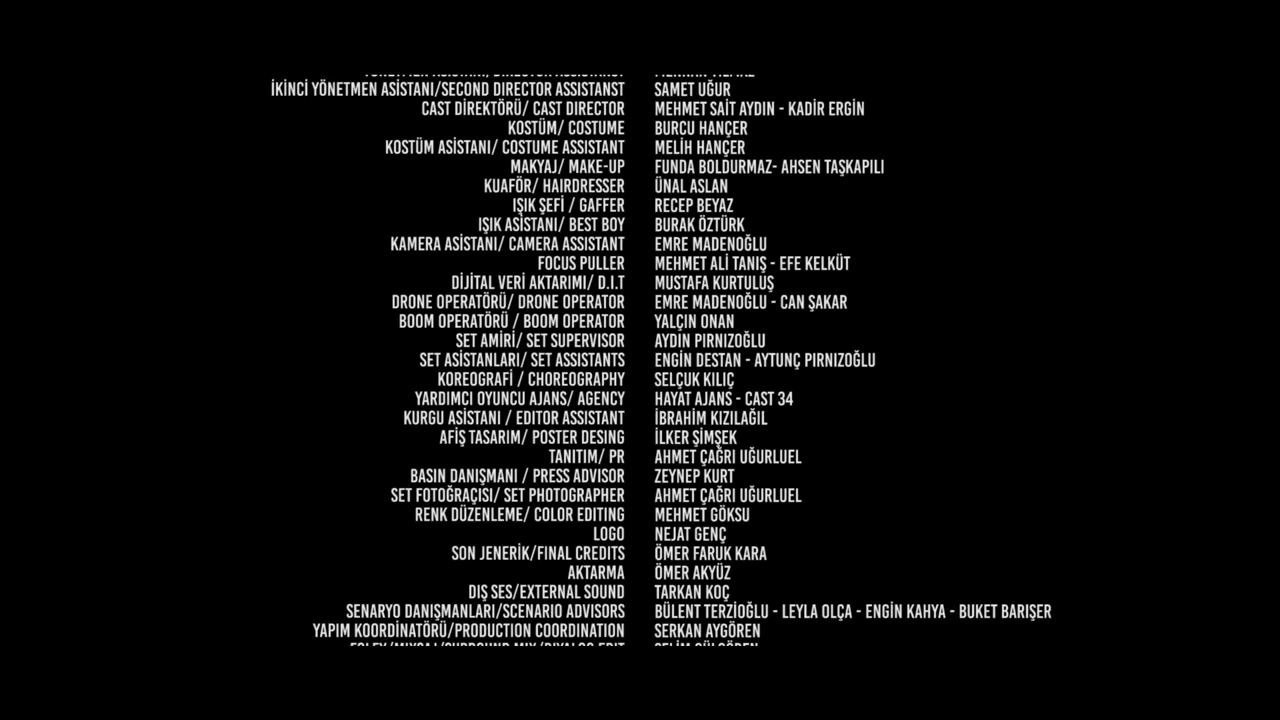 İKİNCİ YÖNETMEN ASİSTANI/SECOND DIRECTOR ASSISTANST SAMET UĞUR
CAST DİREKTÖRÜ/ CAST DIRECTOR MEHMET SAİT AYDIN - KADİR ERGİN
KOSTÜM/ COSTUME BURCU HANÇER
KOSTÜM ASİSTANI/ COSTUME ASSISTANT MELİH HANÇER
MAKYAJ/ MAKE-UP FUNDA BOLDURMAZ- AHSEN TAŞKAPILI
KUAFÖR/ HAIRDRESSER ÜNAL ASLAN
IŞIK ŞEFİ / GAFFER RECEP BEYAZ
IŞIK ASİSTANI/ BEST BOY BURAK ÖZTÜRK
KAMERA ASİSTANI/ CAMERA ASSISTANT EMRE MADENOĞLU
FOCUS PULLER MEHMET ALİ TANIŞ - EFE KELKÜT
DİJİTAL VERİ AKTARIMI/ D.I.T MUSTAFA KURTULUŞ
DRONE OPERATÖRÜ/ DRONE OPERATOR EMRE MADENOĞLU - CAN ŞAKAR
BOOM OPERATÖRÜ / BOOM OPERATOR YALÇIN ONAN
SET AMİRİ/ SET SUPERVISOR AYDIN PIRNIZOĞLU
SET ASİSTANLARI/ SET ASSISTANTS ENGİN DESTAN - AYTUNÇ PIRNIZOĞLU
KOREOGRAFİ / CHOREOGRAPHY SELÇUK KILIÇ
YARDIMCI OYUNCU AJANS/ AGENCY HAYAT AJANS - CAST 34
KURGU ASİSTANI / EDITOR ASSISTANT İBRAHİM KIZILAĞIL
AFİŞ TASARIM/ POSTER DESING İLKER ŞİMŞEK
TANITIM/ PR AHMET ÇAĞRI UĞURLUEL
BASIN DANIŞMANI / PRESS ADVISOR ZEYNEP KURT
SET FOTOĞRAÇISI/ SET PHOTOGRAPHER AHMET ÇAĞRI UĞURLUEL
RENK DÜZENLEME/ COLOR EDITING MEHMET GÖKSU
LOGO NEJAT GENÇ
SON JENERİK/FINAL CREDITS ÖMER FARUK KARA
AKTARMA ÖMER AKYÜZ
DIŞ SES/EXTERNAL SOUND TARKAN KOÇ
SENARYO DANIŞMANLARI/SCENARIO ADVISORS BÜLENT TERZİOĞLU - LEYLA OLÇA - ENGİN KAHYA - BUKET BARIŞER
YAPIM KOORDİNATÖRÜ/PRODUCTION COORDINATION SERKAN AYGÖREN